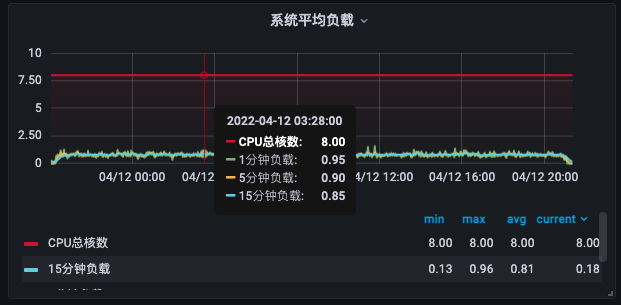 系统平均负载
10
7.50
5
2.50
0
2022-04-12 03:28:00
CPU总核数: 8.00
1分钟负载: 0.95
5分钟负载: 0.90
15分钟负载: 0.85
04/12 00:00 04/12 12:00 04/12 16:00 04/12 20:00
min max avg current
CPU总核数 8.00 8.00 8.00 8.00
15分钟负载 0.13 0.96 0.81 0.18